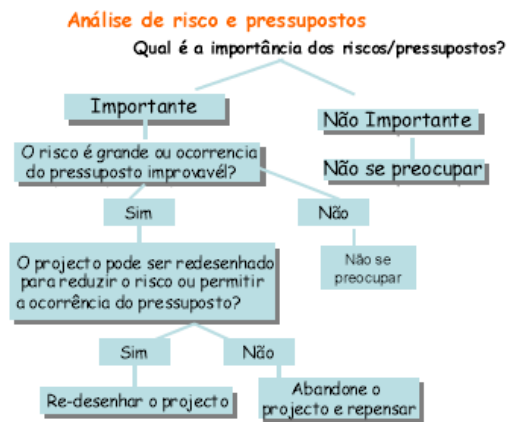 Análise de risco e pressupostos
Qual é a importância dos riscos/pressupostos?
Importante
Não Importante
O risco é grande ou ocorrencia
do pressuposto improvavél?
Não se preocupar
Sim
Não
O projecto pode ser redesenhado
para reduzir o risco ou permitir
a ocorrência do pressuposto?
Não se
preocupar
Sim
Não
Re-desenhar o projecto
Abandone o
projecto e repensar